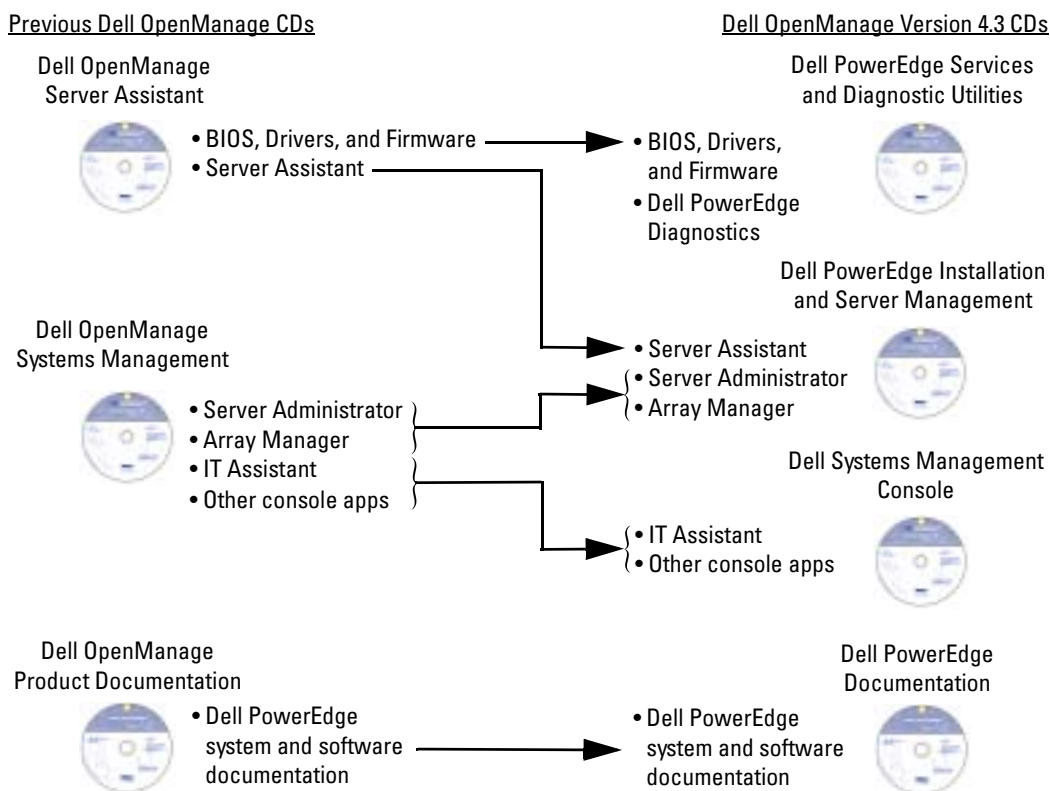 Previous Dell OpenManage CDs
Dell OpenManage Version 4.3 CDs
Dell OpenManage
Server Assistant
• BIOS, Drivers, and Firmware
• Server Assistant
Dell PowerEdge Services
and Diagnostic Utilities
• BIOS, Drivers,
and Firmware
• Dell PowerEdge
Diagnostics
Dell PowerEdge Installation
and Server Management
• Server Assistant
• Server Administrator
• Array Manager
Dell OpenManage
Systems Management
• Server Administrator
• Array Manager
• IT Assistant
• Other console apps
Dell Systems Management
Console
• IT Assistant
• Other console apps
Dell OpenManage
Product Documentation
• Dell PowerEdge
system and software
documentation
Dell PowerEdge
Documentation
• Dell PowerEdge
system and software
documentation